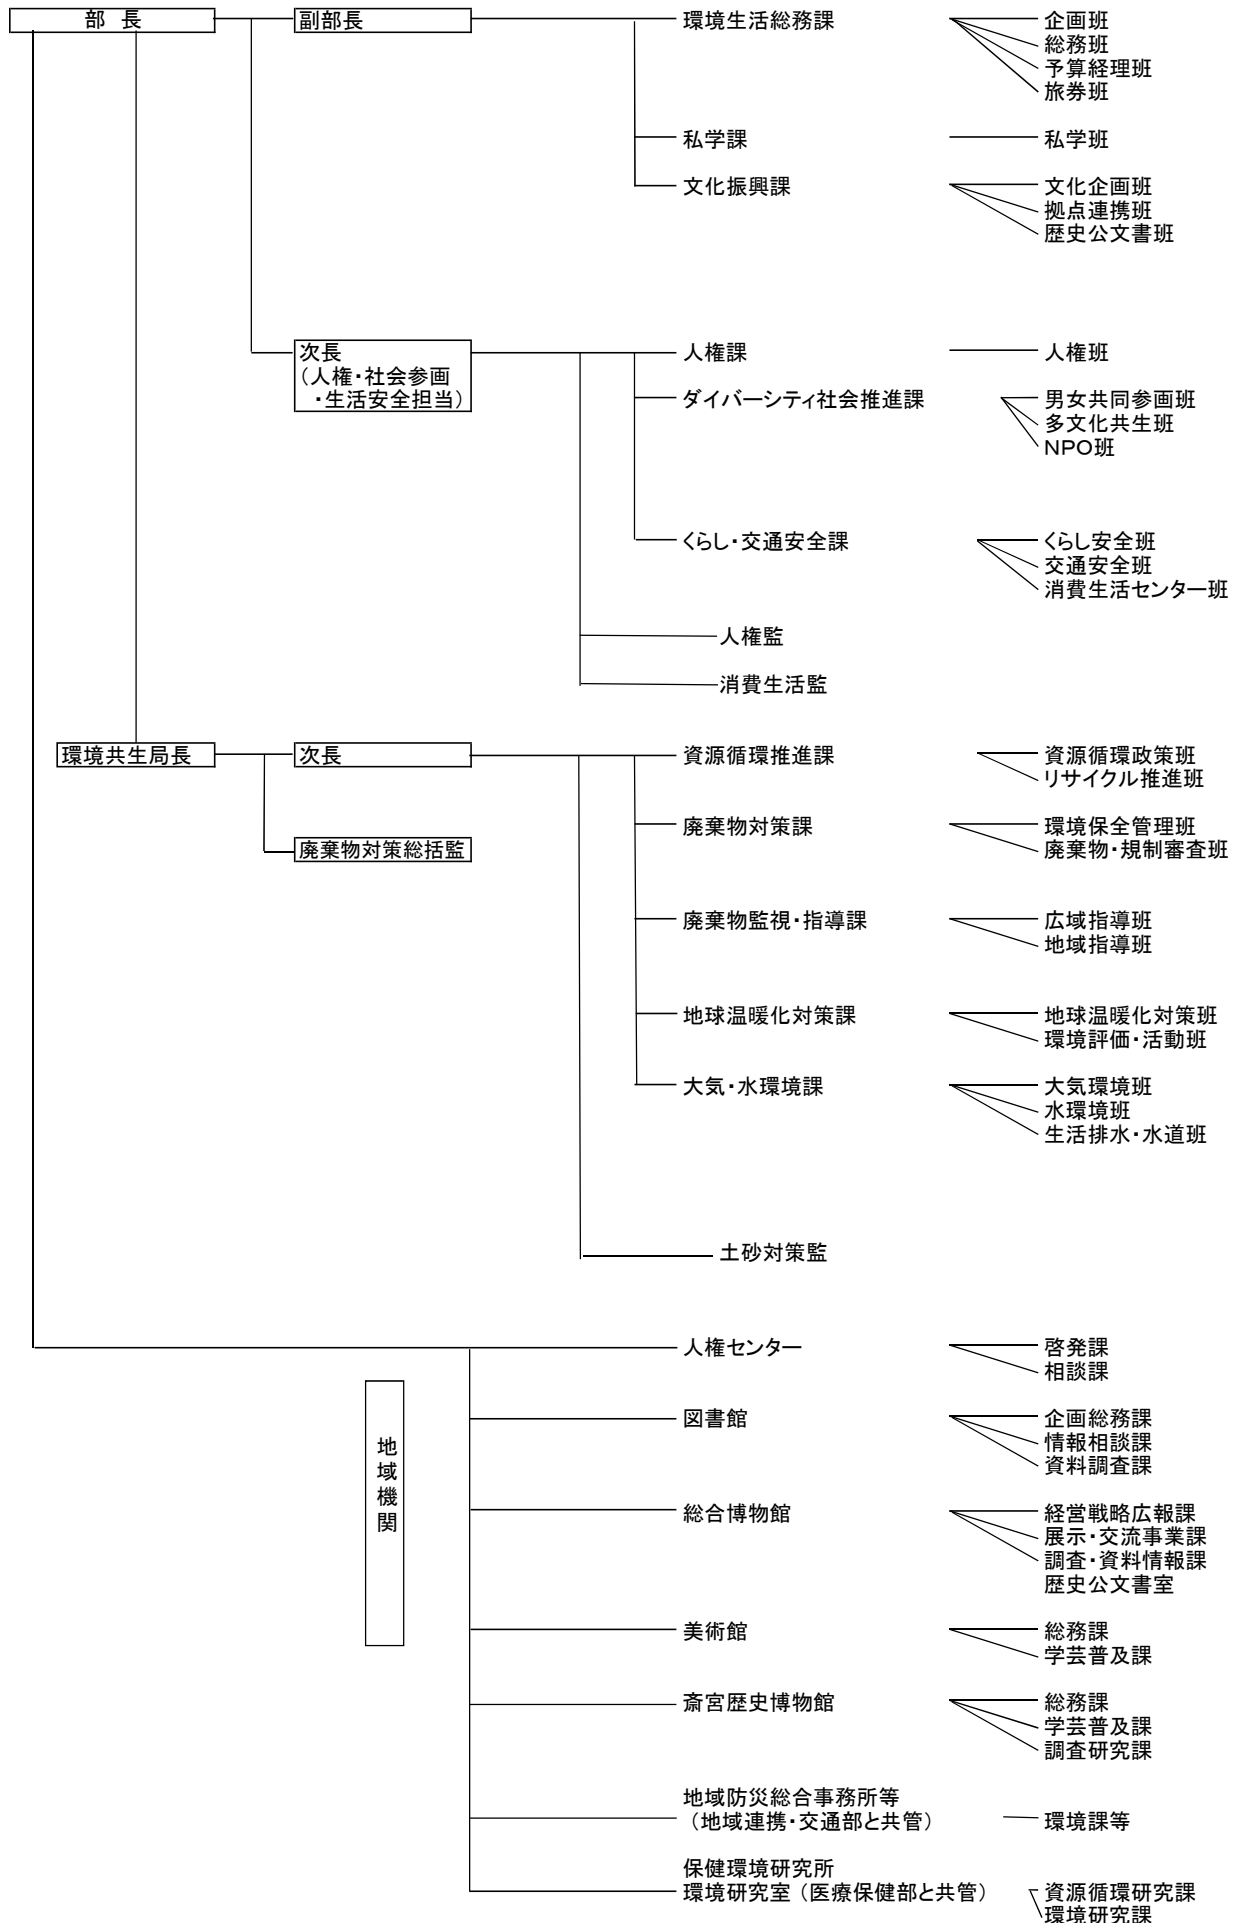 部 長
副部長
環境生活総務課
企画班
総務班
予算経理班
旅券班
私学課
私学班
文化振興課
文化企画班
拠点連携班
歴史公文書班
次長
（人権・社会参画
・生活安全担当）
人権課
人権班
ダイバーシティ社会推進課
男女共同参画班
多文化共生班
NPO班
くらし・交通安全課
くらし安全班
交通安全班
消費生活センター班
人権監
消費生活監
環境共生局長
次長
資源循環推進課
資源循環政策班
リサイクル推進班
廃棄物対策総括監
廃棄物対策課
環境保全管理班
廃棄物・規制審査班
廃棄物監視・指導課
広域指導班
地域指導班
地球温暖化対策課
地球温暖化対策班
環境評価・活動班
大気・水環境課
大気環境班
水環境班
生活排水・水道班
土砂対策監
地域機関
人権センター
啓発課
相談課
図書館
企画総務課
情報相談課
資料調査課
総合博物館
経営戦略広報課
展示・交流事業課
調査・資料情報課
歴史公文書室
美術館
総務課
学芸普及課
斎宮歴史博物館
総務課
学芸普及課
調査研究課
地域防災総合事務所等
（地域連携・交通部と共管）
環境課等
保健環境研究所
環境研究室（医療保健部と共管）
資源循環研究課
環境研究課